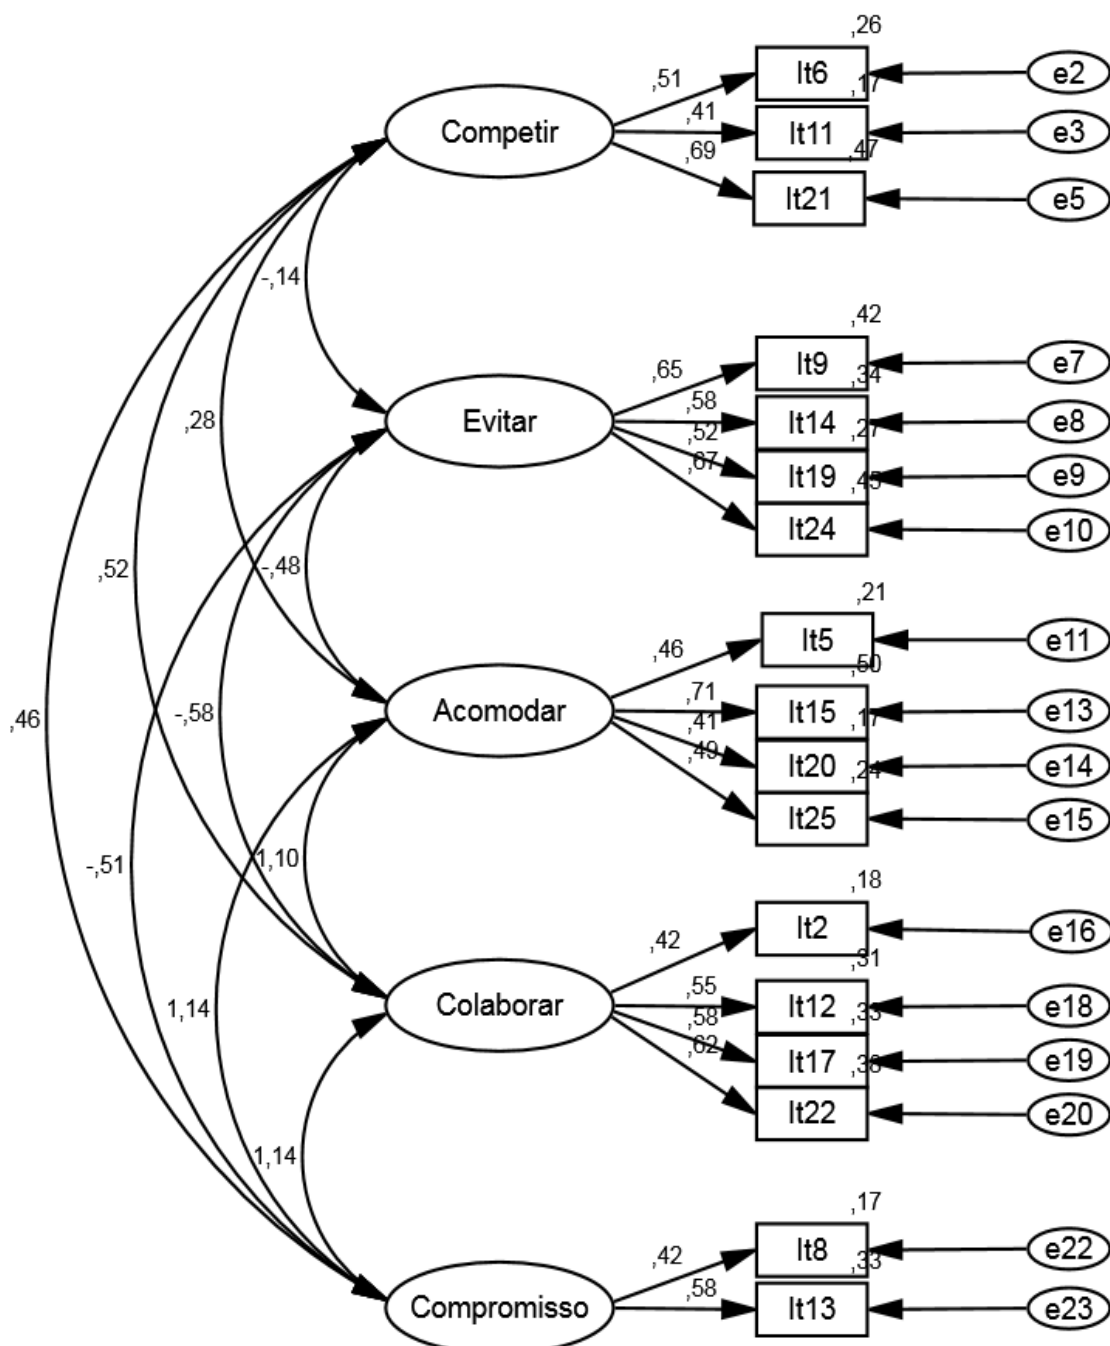 ,26
,51
It6
e2
,17
Competir
,41
It11
e3
,47
,69
It21
e5
-,14
,42
,65
It9
e7
,34
,28
Evitar
,58
It14
e8
,27
,52
It19
e9
,67
,45
It24
e10
,52
-,48
,21
,46
It5
e11
,50
,46
-,58
Acomodar
,71
It15
e13
,17
,41
It20
e14
,49
,24
It25
e15
-,51
1,10
,18
,42
It2
e16
,31
1,14
Colaborar
,55
It12
e18
,33
,58
It17
e19
,62
,38
It22
e20
1,14
,17
,42
It8
e22
,33
Compromisso
,58
It13
e23